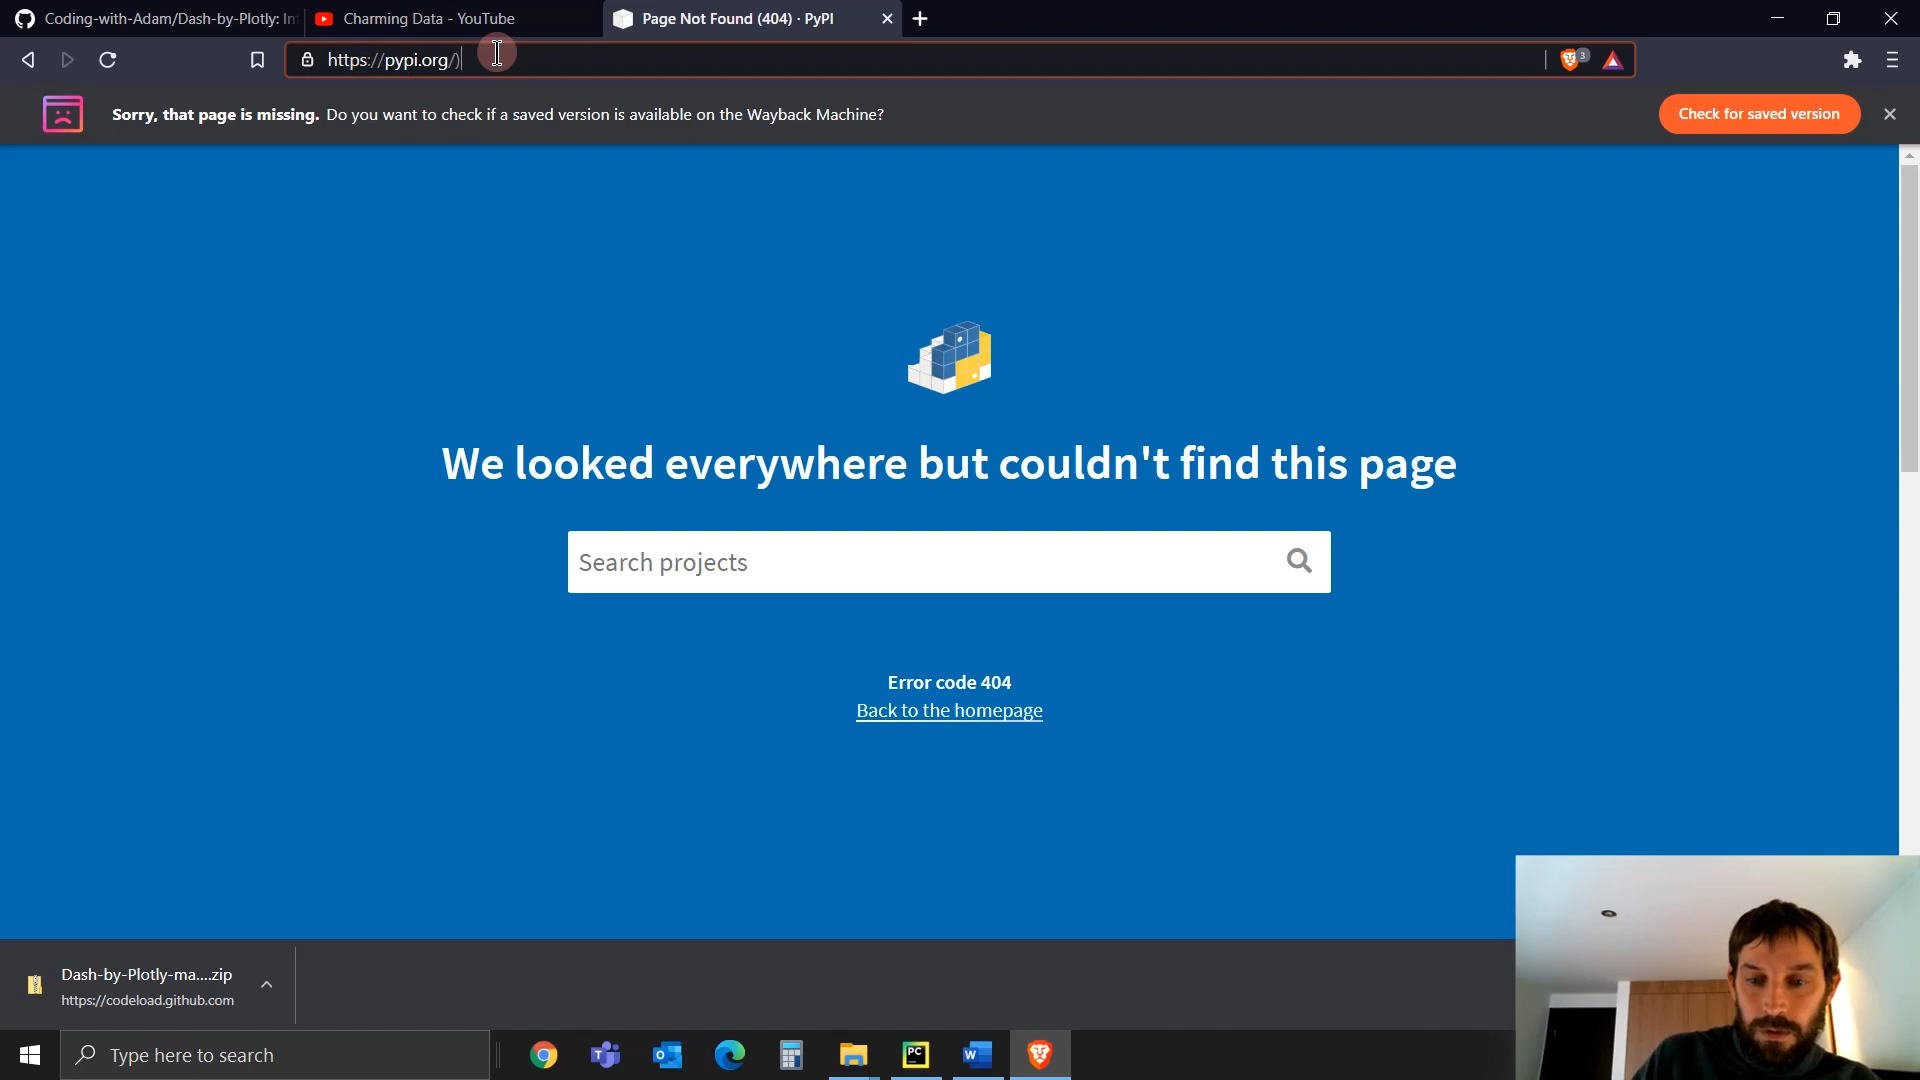 Coding-with-Adam/Dash-by-Plotly: In
Charming Data - YouTube
Page Not Found (404) · PyPI
https://pypi.org/)
3
Sorry, that page is missing. Do you want to check if a saved version is available on the Wayback Machine?
Check for saved version
We looked everywhere but couldn't find this page
Search projects
Error code 404
Back to the homepage
Dash-by-Plotly-ma....zip
https://codeload.github.com
Type here to search
PC
W